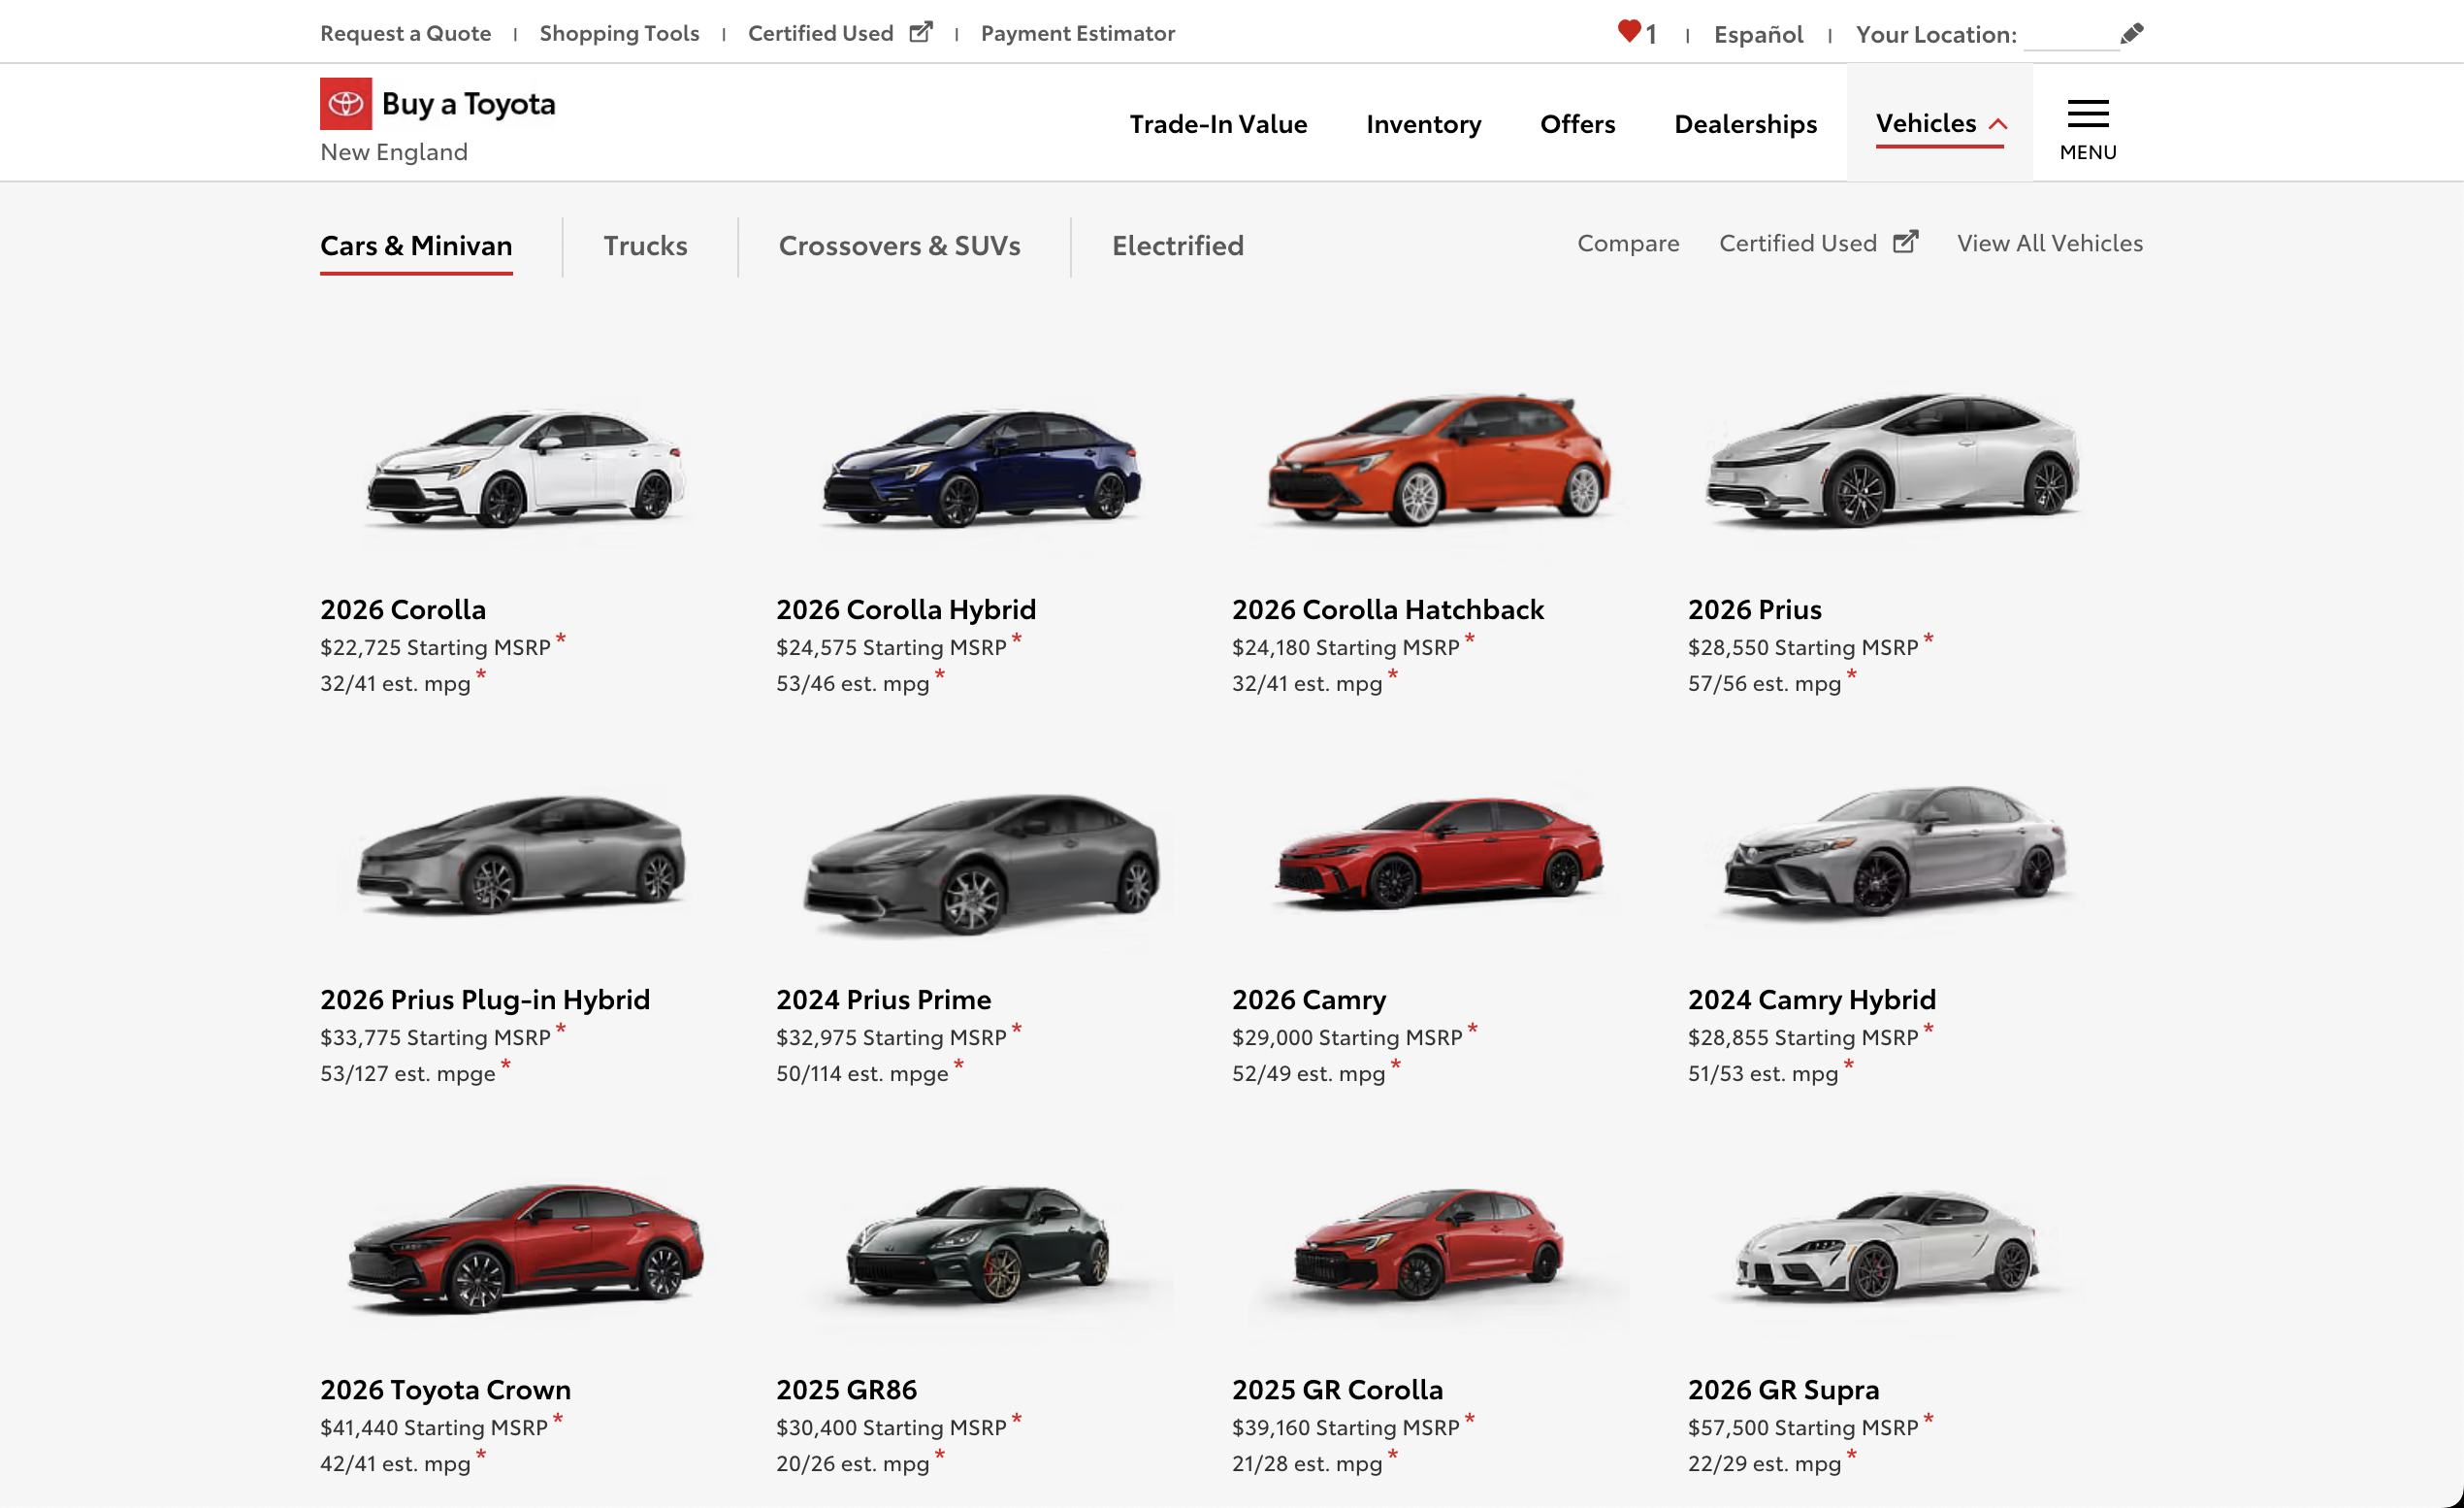 Request a Quote | Shopping Tools | Certified Used | Payment Estimator
1 | Español | Your Location:
Buy a Toyota
New England
Trade-In Value Inventory Offers Dealerships Vehicles
MENU
Cars & Minivan Trucks Crossovers & SUVs Electrified
Compare Certified Used View All Vehicles
2026 Corolla
$22,725 Starting MSRP *
32/41 est. mpg *
2026 Corolla Hybrid
$24,575 Starting MSRP *
53/46 est. mpg *
2026 Corolla Hatchback
$24,180 Starting MSRP *
32/41 est. mpg *
2026 Prius
$28,550 Starting MSRP *
57/56 est. mpg *
2026 Prius Plug-in Hybrid
$33,775 Starting MSRP *
53/127 est. mpge *
2024 Prius Prime
$32,975 Starting MSRP *
50/114 est. mpge *
2026 Camry
$29,000 Starting MSRP *
52/49 est. mpg *
2024 Camry Hybrid
$28,855 Starting MSRP *
51/53 est. mpg *
2026 Toyota Crown
$41,440 Starting MSRP *
42/41 est. mpg *
2025 GR86
$30,400 Starting MSRP *
20/26 est. mpg *
2025 GR Corolla
$39,160 Starting MSRP *
21/28 est. mpg *
2026 GR Supra
$57,500 Starting MSRP *
22/29 est. mpg *